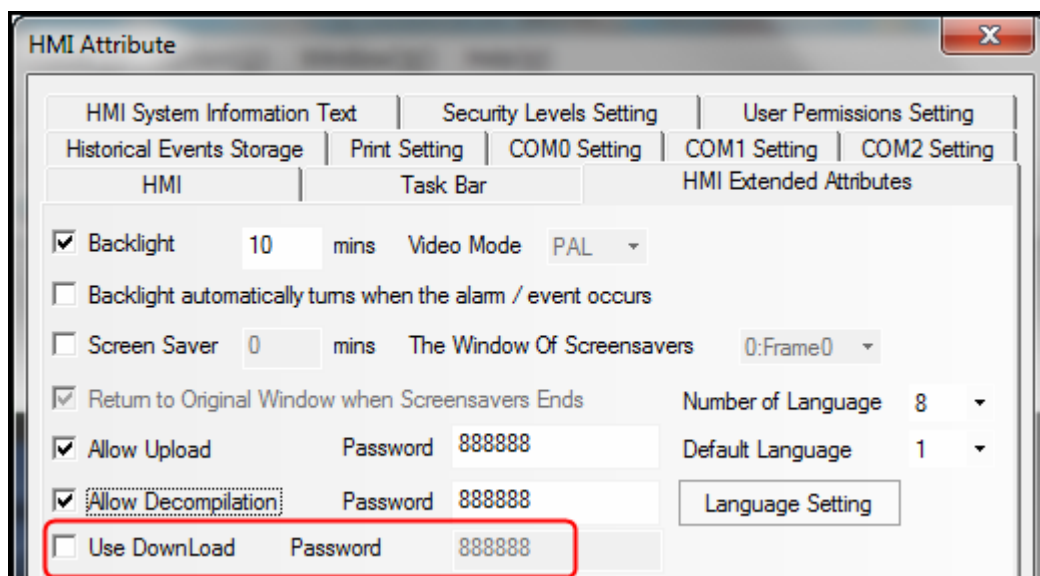 HMI Attribute
HMI System Information Text Security Levels Setting User Permissions Setting
Historical Events Storage Print Setting COM0 Setting COM1 Setting COM2 Setting
HMI Task Bar HMI Extended Attributes
Backlight 10 mins Video Mode PAL
Backlight automatically turns when the alarm / event occurs
Screen Saver 0 mins The Window Of Screensavers 0:Frame0
Return to Original Window when Screensavers Ends Number of Language 8
Allow Upload Password 888888 Default Language 1
Allow Decompilation Password 888888 Language Setting
Use DownLoad Password 888888